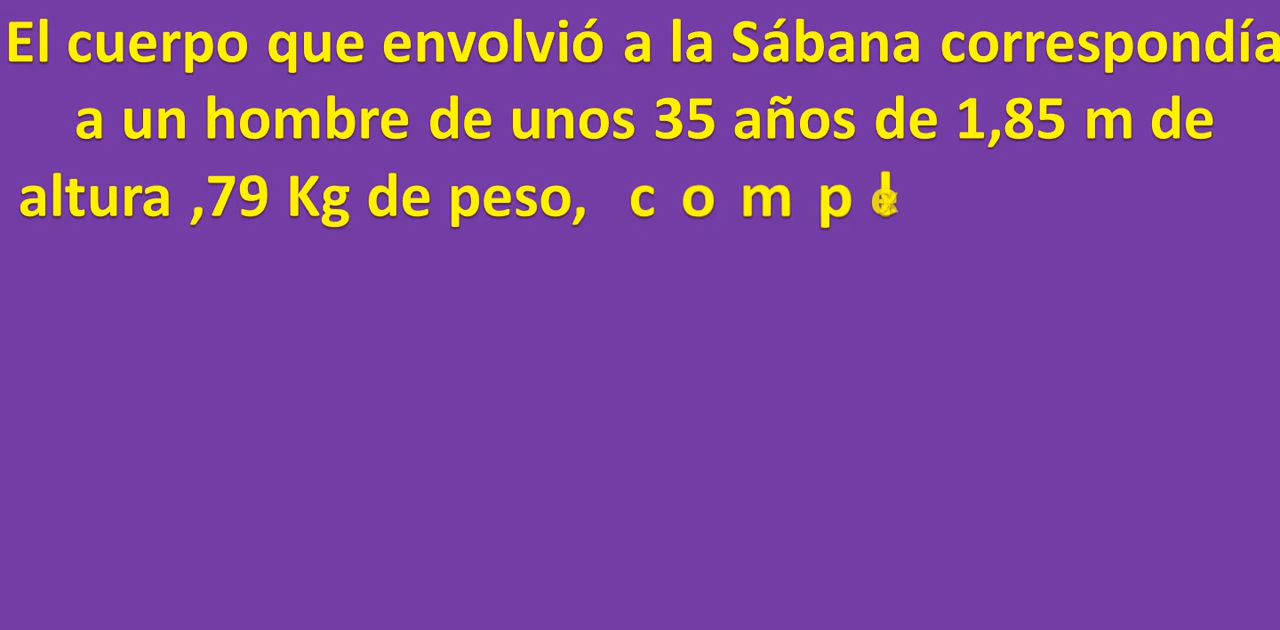 El cuerpo que envolvió a la Sábana correspondía
a un hombre de unos 35 años de 1,85 m de
altura ,79 Kg de peso, c o m p